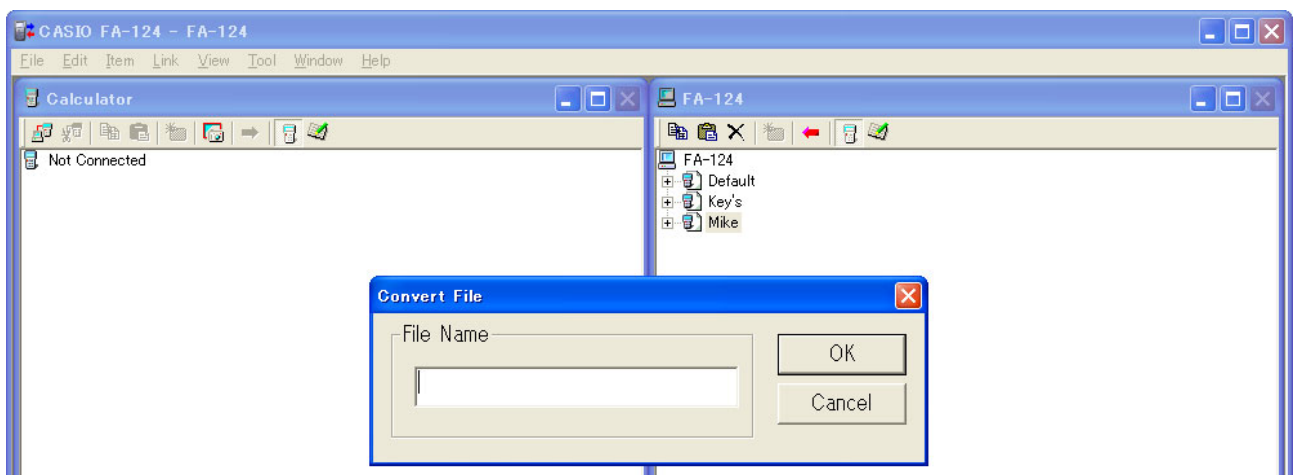 CASIO FA-124 - FA-124
File Edit Item Link View Tool Window Help
Calculator
FA-124
Not Connected
FA-124
Default
Key's
Mike
Convert File
File Name
OK
Cancel